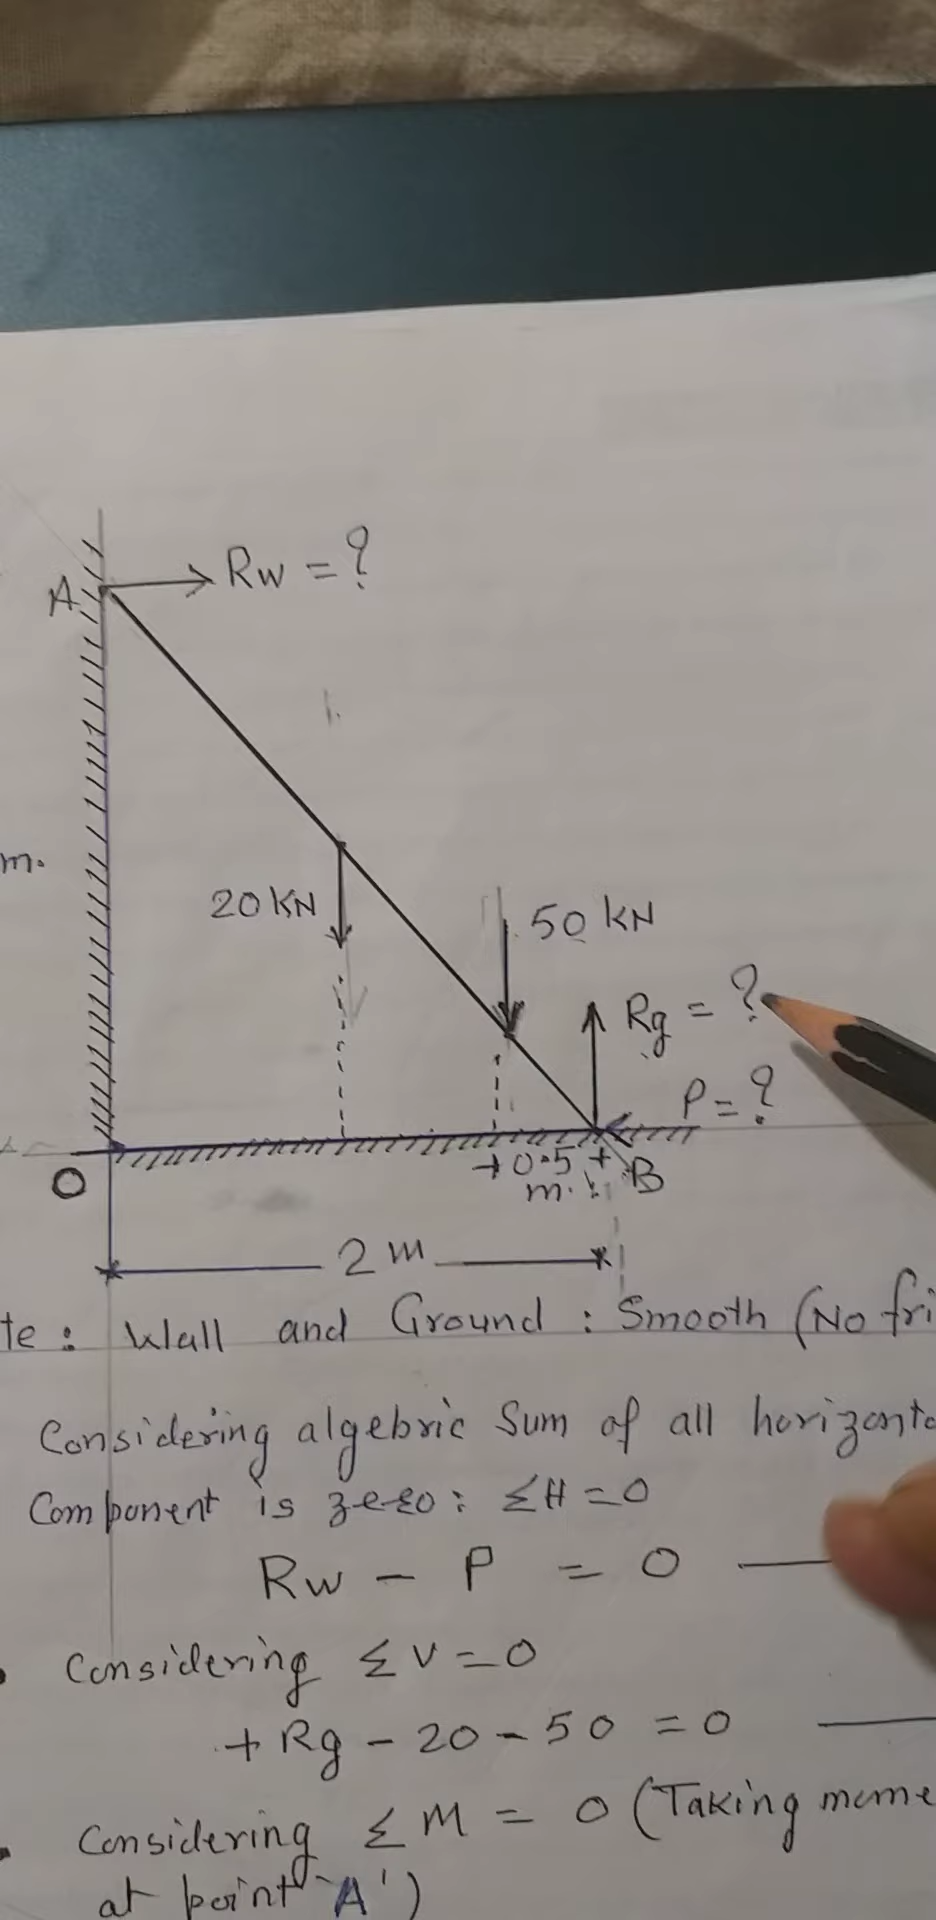 A
Rw = ?
m.
20 KN
50 KN
Rg = ?
P = ?
0.5
m.
B
O
2 m
te: Wall and Ground: Smooth (No fri
Considering algebric Sum of all horizonta
Component is zero: ΣH = 0
Rw - P = 0
Considering ΣV = 0
+ Rg - 20 - 50 = 0
Considering ΣM = 0 (Taking mome
at point 'A')